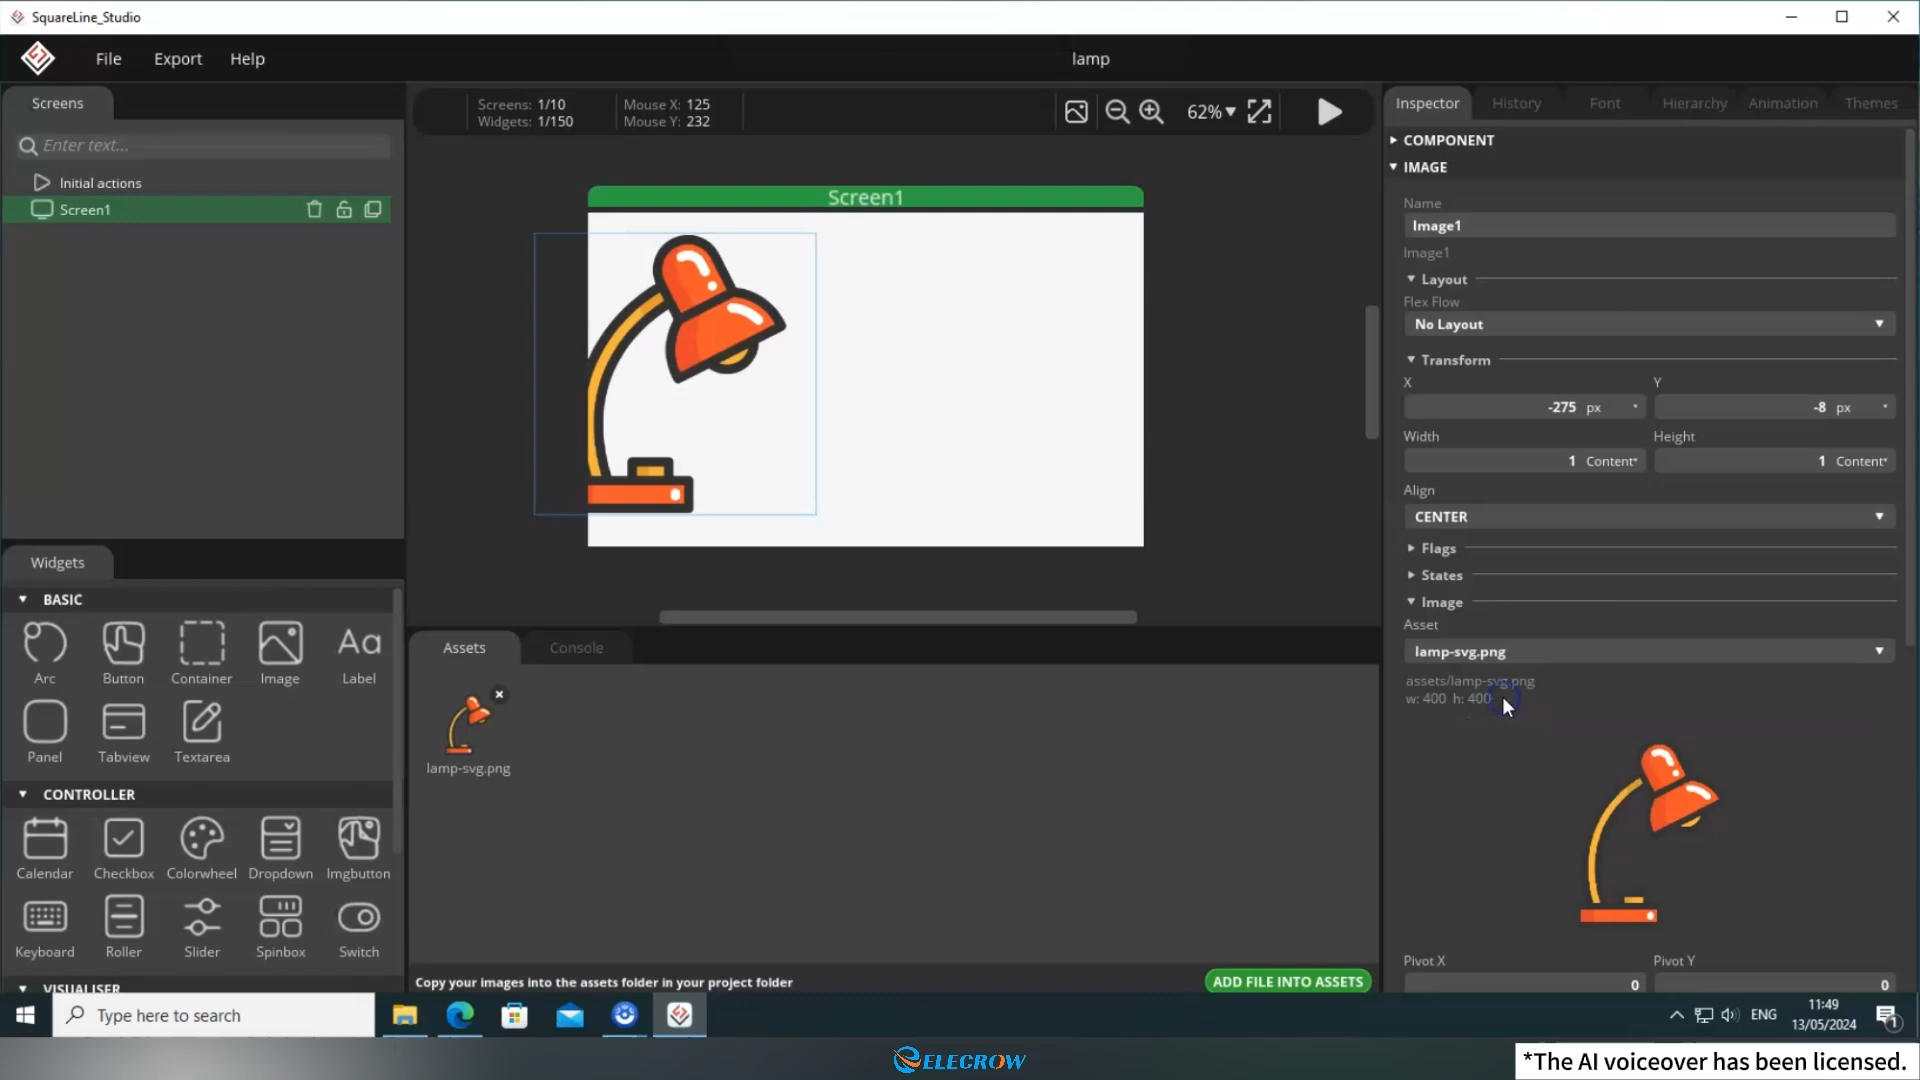 SquareLine_Studio
File Export Help
lamp
Screens
Enter text...
Initial actions
Screen1
Screens: 1/10
Widgets: 1/150
Mouse X: 125
Mouse Y: 232
62%
Screen1
Inspector History Font Hierarchy Animation Themes
COMPONENT
IMAGE
Name
Image1
Image1
Layout
Flex Flow
No Layout
Transform
X Y
-275 px -8 px
Width Height
1 Content 1 Content
Align
CENTER
Flags
States
Image
Asset
lamp-svg.png
assets/lamp-svg.png
w: 400 h: 400
Pivot X Pivot Y
0 0
Widgets
BASIC
Arc Button Container Image Label
Aa
Panel Tabview Textarea
CONTROLLER
Calendar Checkbox Colorwheel Dropdown Imgbutton
Keyboard Roller Slider Spinbox Switch
VISUALISER
Assets Console
lamp-svg.png
Copy your images into the assets folder in your project folder
ADD FILE INTO ASSETS
Type here to search
ENG
11:49
13/05/2024
1
ELECROW
*The AI voiceover has been licensed.